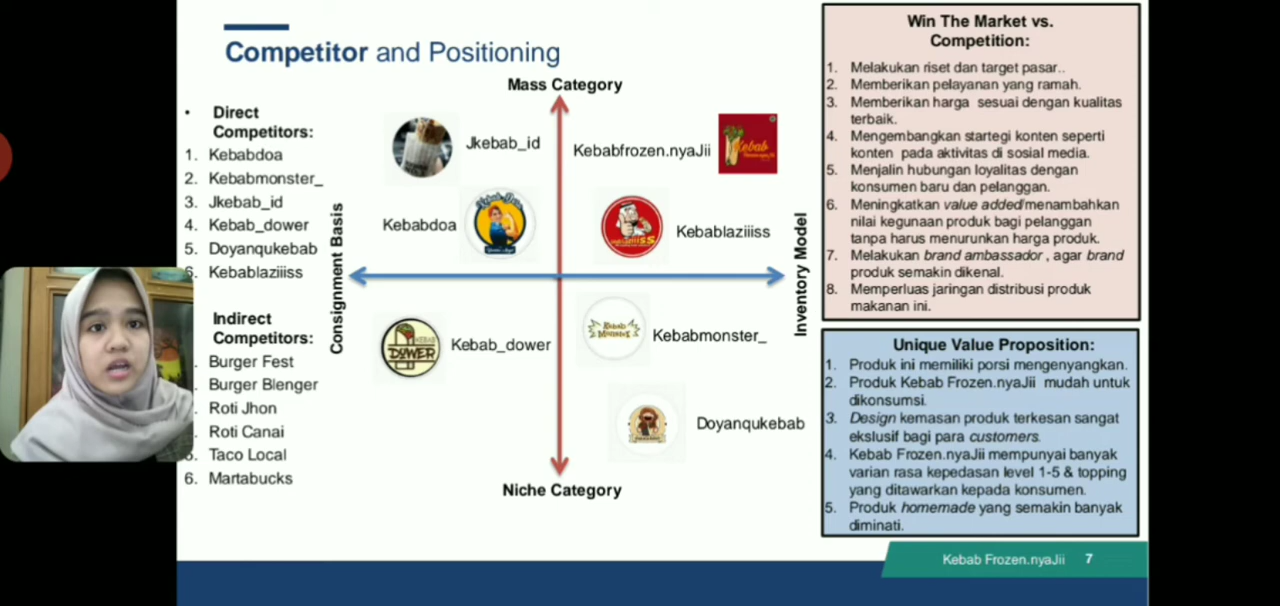 Competitor and Positioning
• Direct
Competitors:
1. Kebabdoa
2. Kebabmonster_
3. Jkebab_id
4. Kebab_dower
5. Doyanqukebab
6. Kebablaziiiss
Indirect
Competitors:
Burger Fest
Burger Blenger
Roti Jhon
Roti Canai
Taco Local
6. Martabucks
Mass Category
Consignment Basis
Inventory Model
Niche Category
Jkebab_id
Kebabfrozen.nyaJii
Kebab
Kebabdoa
Kebablaziiiss
Kebab_dower
KEBAB
DOWER
Kebabmonster_
Kebab
Monster
Doyanqukebab
Win The Market vs.
Competition:
1. Melakukan riset dan target pasar..
2. Memberikan pelayanan yang ramah.
3. Memberikan harga sesuai dengan kualitas
terbaik.
4. Mengembangkan startegi konten seperti
konten pada aktivitas di sosial media.
5. Menjalin hubungan loyalitas dengan
konsumen baru dan pelanggan.
6. Meningkatkan value added/menambahkan
nilai kegunaan produk bagi pelanggan
tanpa harus menurunkan harga produk.
7. Melakukan brand ambassador , agar brand
produk semakin dikenal.
8. Memperluas jaringan distribusi produk
makanan ini.
Unique Value Proposition:
1. Produk ini memiliki porsi mengenyangkan.
2. Produk Kebab Frozen.nyaJii mudah untuk
dikonsumsi.
3. Design kemasan produk terkesan sangat
ekslusif bagi para customers.
4. Kebab Frozen.nyaJii mempunyai banyak
varian rasa kepedasan level 1-5 & topping
yang ditawarkan kepada konsumen.
5. Produk homemade yang semakin banyak
diminati.
Kebab Frozen.nyaJii 7